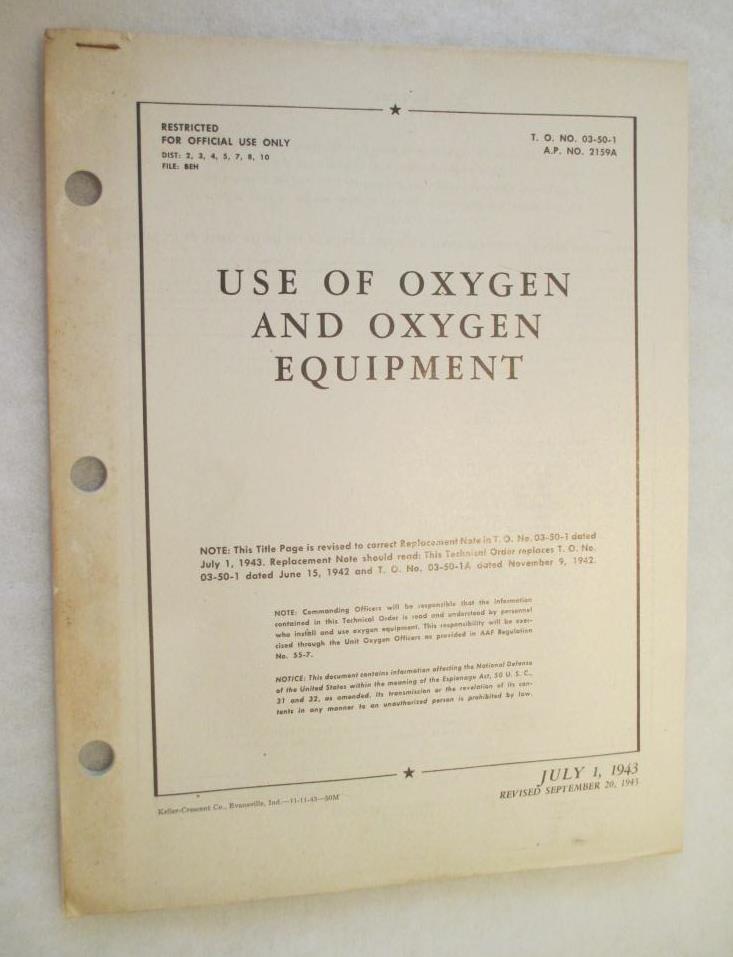 RESTRICTED
FOR OFFICIAL USE ONLY
DIST: 2, 3, 4, 5, 7, 8, 10
FILE: BEH
T. O. NO. 03-50-1
A.P. NO. 2159A
USE OF OXYGEN
AND OXYGEN
EQUIPMENT
NOTE: This Title Page is revised to correct Replacement Note in T. O. No. 03-50-1 dated
July 1, 1943. Replacement Note should read: This Technical Order replaces T. O. No.
03-50-1 dated June 15, 1942 and T. O. No. 03-50-1A dated November 9, 1942.
NOTE: Commanding Officers will be responsible that the information
contained in this Technical Order is read and understood by personnel
who install and use oxygen equipment. This responsibility will be exer-
cised through the Unit Oxygen Officers as provided in AAF Regulation
No. 55-7.
NOTICE: This document contains information affecting the National Defense
of the United States within the meaning of the Espionage Act, 50 U. S. C.,
31 and 32, as amended. Its transmission or the revelation of its con-
tents in any manner to an unauthorized person is prohibited by law.
Keller-Crescent Co., Evansville, Ind.—11-11-43—50M
JULY 1, 1943
REVISED SEPTEMBER 20, 1943